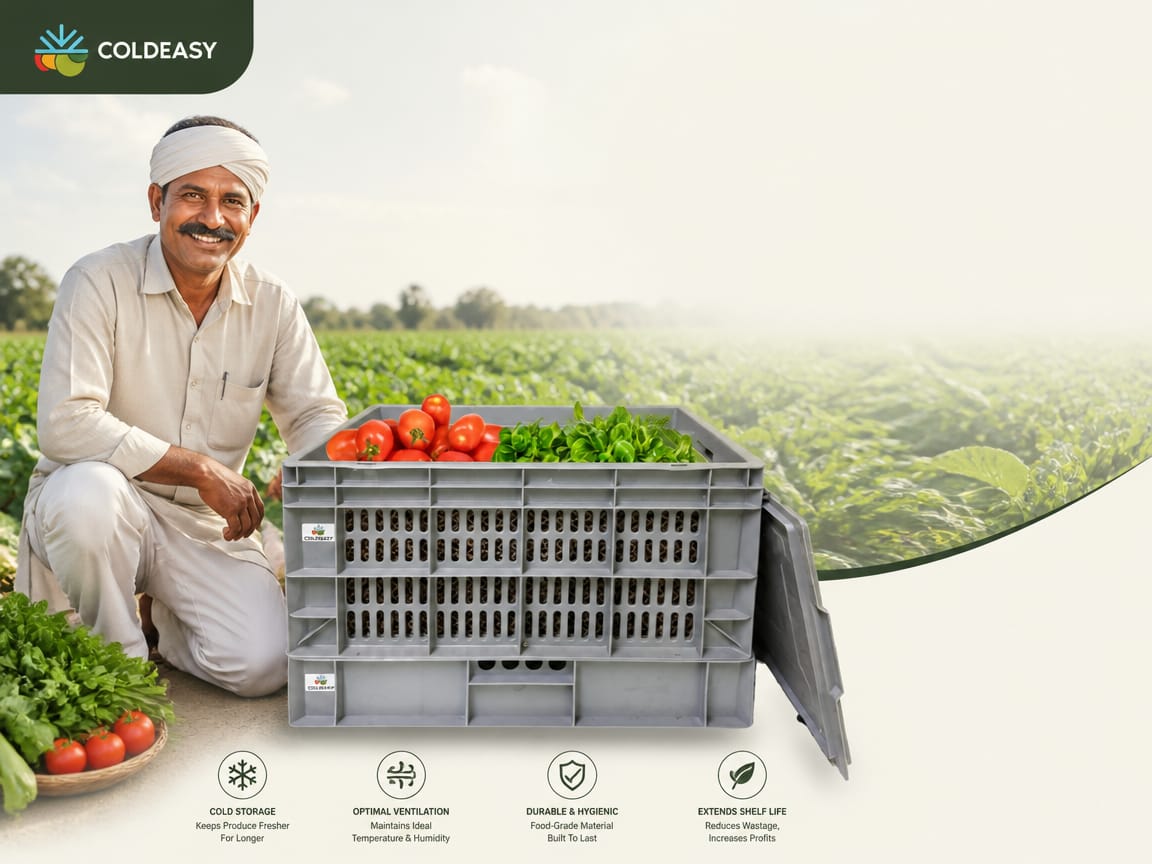 COLDEASY
COLDEASY
COLD STORAGE
Keeps Produce Fresher
For Longer
OPTIMAL VENTILATION
Maintains Ideal
Temperature & Humidity
DURABLE & HYGIENIC
Food-Grade Material
Built To Last
EXTENDS SHELF LIFE
Reduces Wastage,
Increases Profits